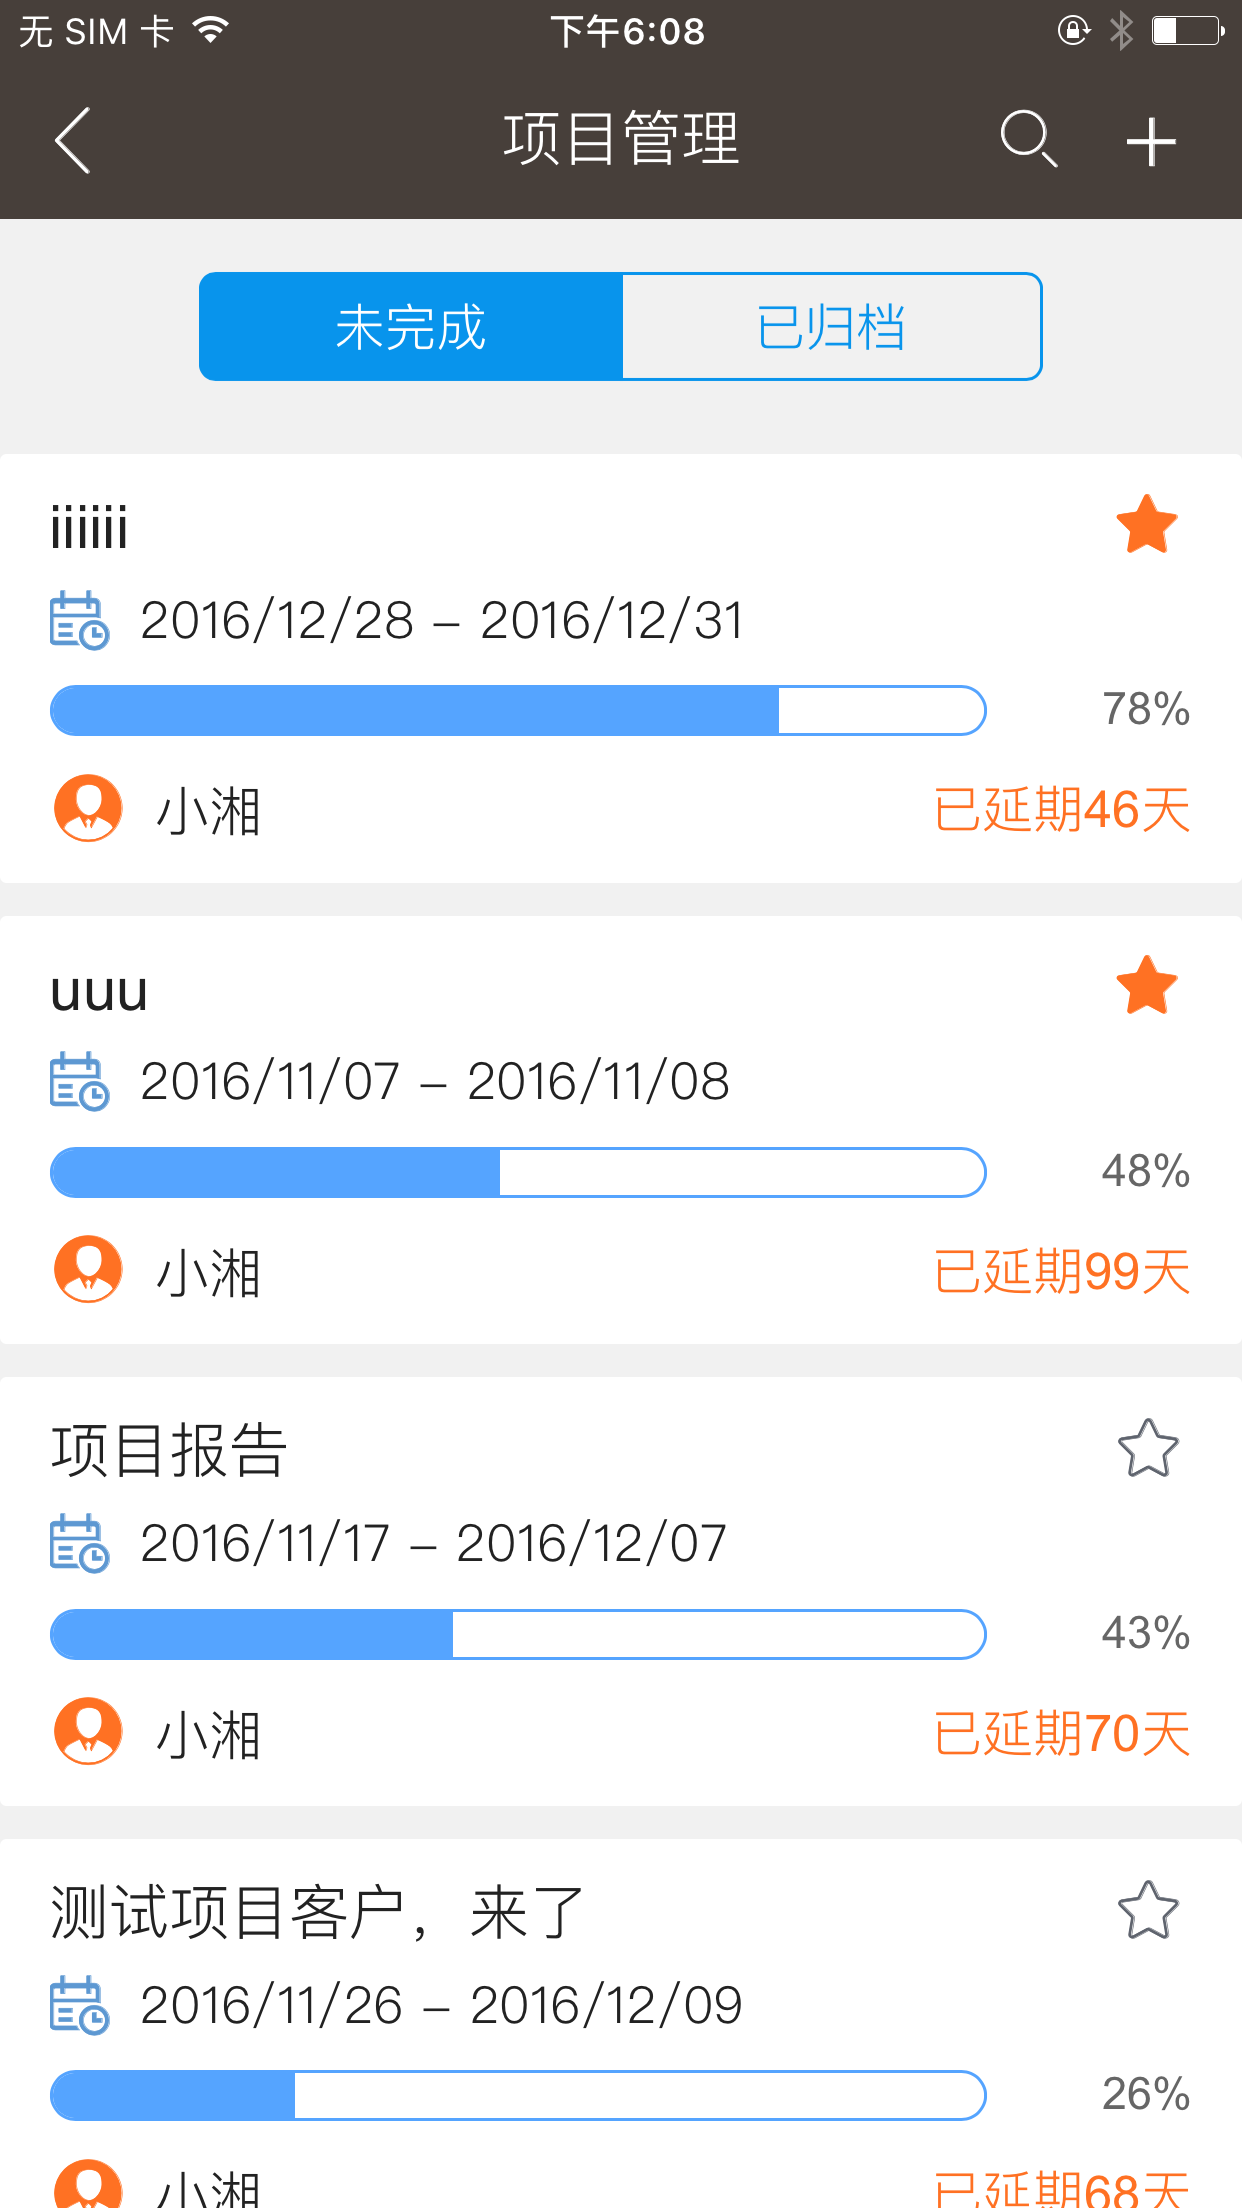 无 SIM 卡 下午6:08
项目管理
未完成 已归档
iiiiii
2016/12/28 – 2016/12/31
78%
小湘 已延期46天
uuu
2016/11/07 – 2016/11/08
48%
小湘 已延期99天
项目报告
2016/11/17 – 2016/12/07
43%
小湘 已延期70天
测试项目客户，来了
2016/11/26 – 2016/12/09
26%
小湘 已延期68天